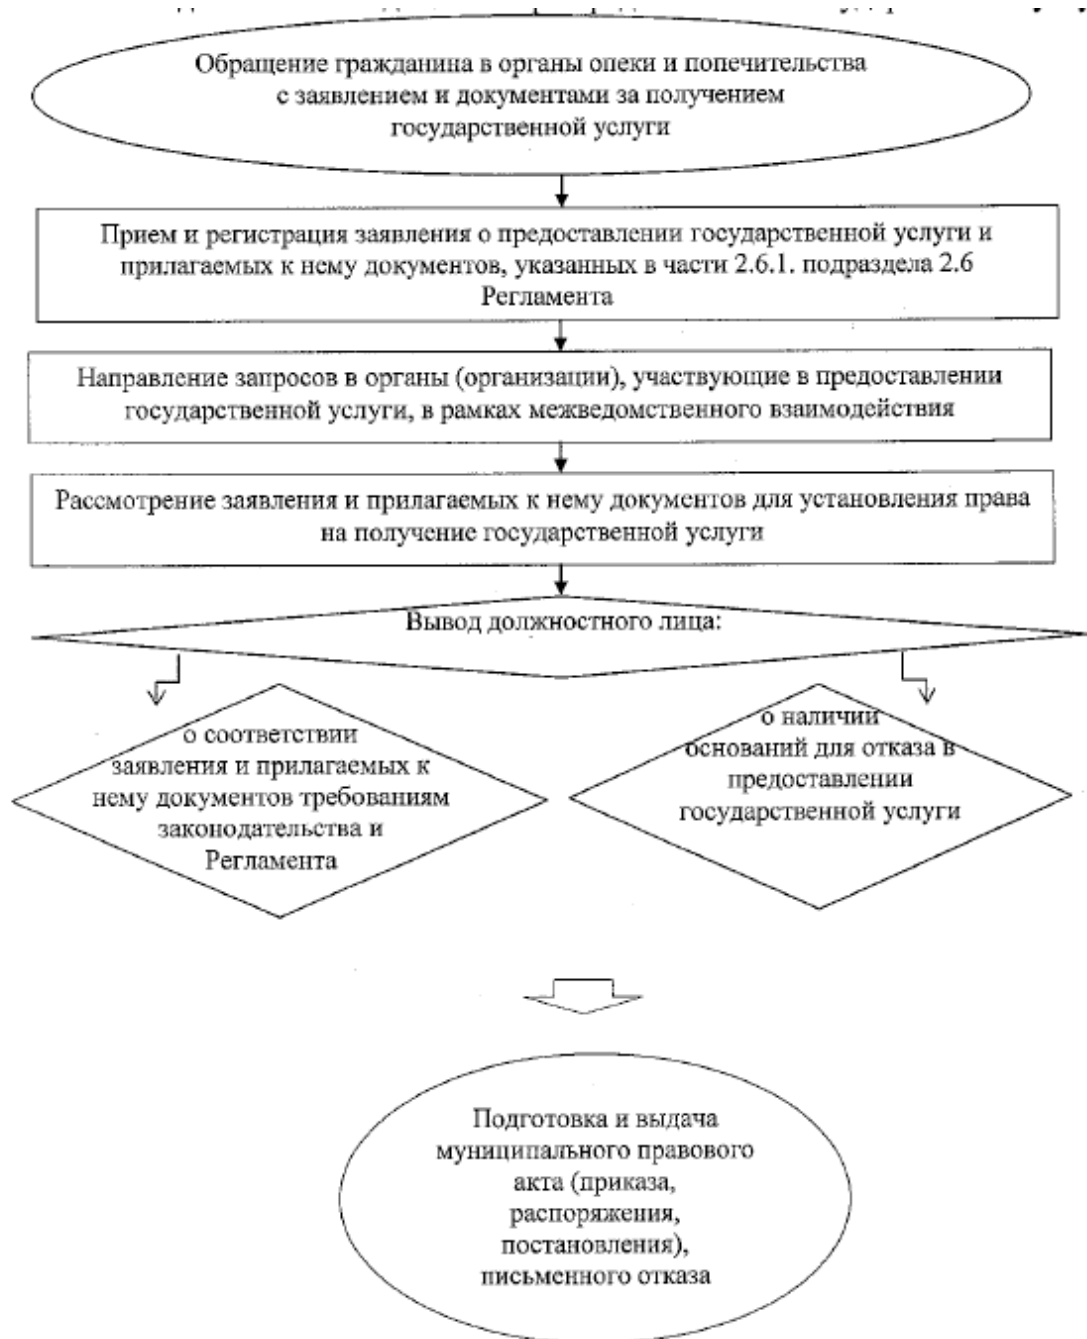 Обращение гражданина в органы опеки и попечительства
с заявлением и документами за получением
государственной услуги
Прием и регистрация заявления о предоставлении государственной услуги и
прилагаемых к нему документов, указанных в части 2.6.1. подраздела 2.6
Регламента
Направление запросов в органы (организации), участвующие в предоставлении
государственной услуги, в рамках межведомственного взаимодействия
Рассмотрение заявления и прилагаемых к нему документов для установления права
на получение государственной услуги
Вывод должностного лица:
о соответствии
заявления и прилагаемых к
нему документов требованиям
законодательства и
Регламента
о наличии
оснований для отказа в
предоставлении
государственной услуги
Подготовка и выдача
муниципального правового
акта (приказа,
распоряжения,
постановления),
письменного отказа